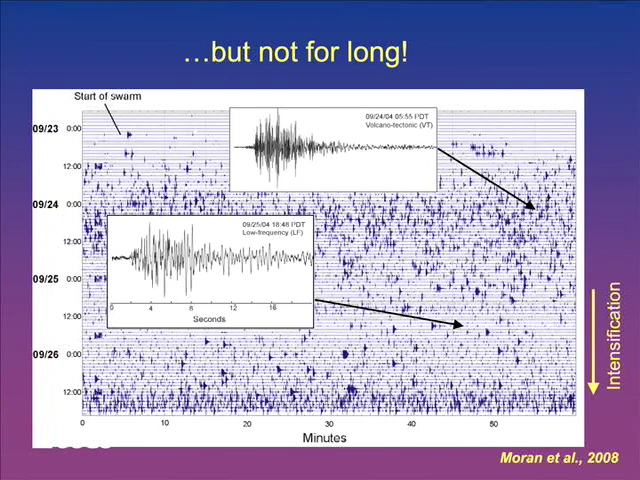 …but not for long!
Start of swarm
09/23
0:00
12:00
09/24
0:00
12:00
09/25
0:00
12:00
09/26
0:00
12:00
09/24/04 05:55 PDT
Volcano-tectonic (VT)
09/25/04 18:48 PDT
Low-frequency (LF)
0 4 8 12 16
Seconds
0 10 20 30 40 50
Minutes
Intensification
Moran et al., 2008